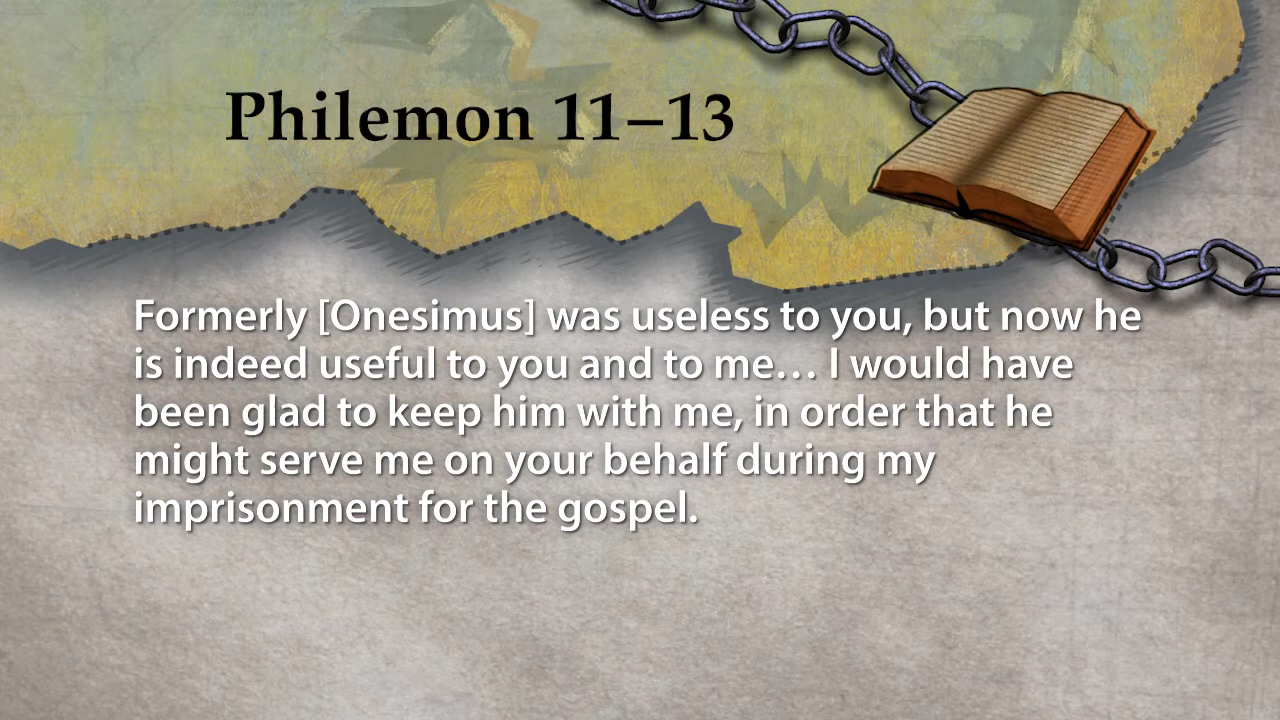 Philemon 11–13
Formerly [Onesimus] was useless to you, but now he
is indeed useful to you and to me… I would have
been glad to keep him with me, in order that he
might serve me on your behalf during my
imprisonment for the gospel.